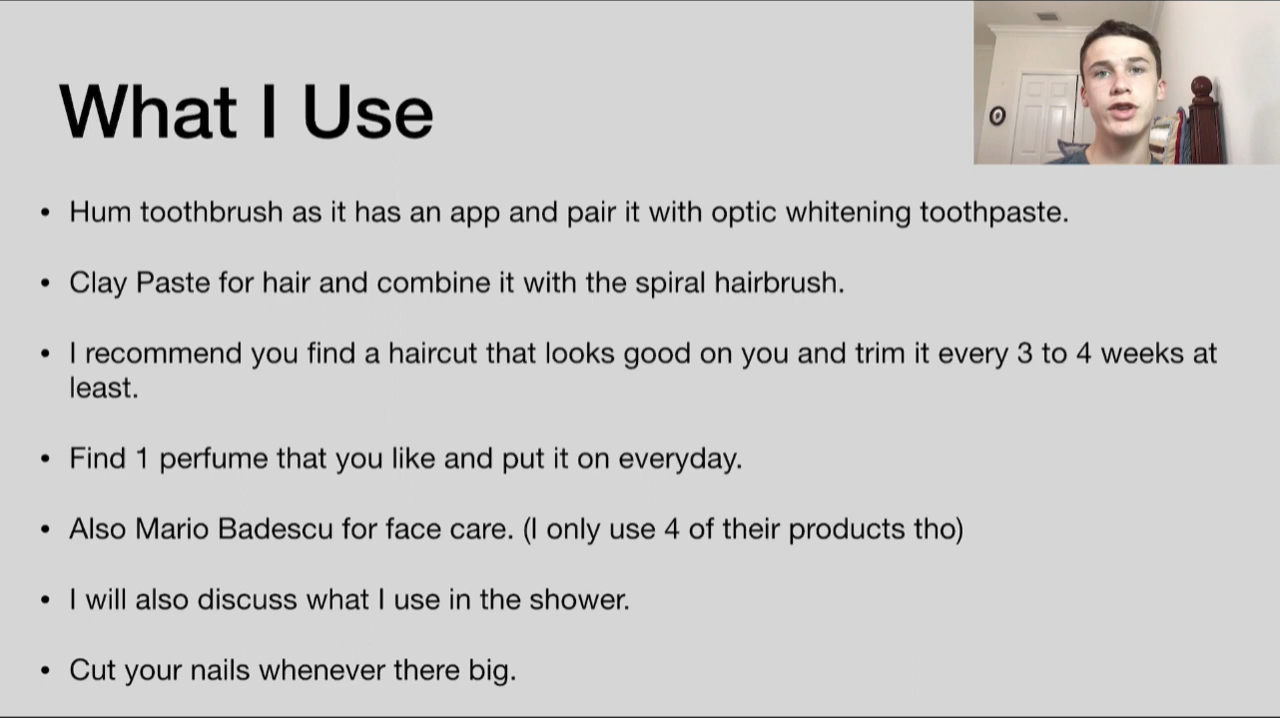 What I Use
• Hum toothbrush as it has an app and pair it with optic whitening toothpaste.
• Clay Paste for hair and combine it with the spiral hairbrush.
• I recommend you find a haircut that looks good on you and trim it every 3 to 4 weeks at
least.
• Find 1 perfume that you like and put it on everyday.
• Also Mario Badescu for face care. (I only use 4 of their products tho)
• I will also discuss what I use in the shower.
• Cut your nails whenever there big.